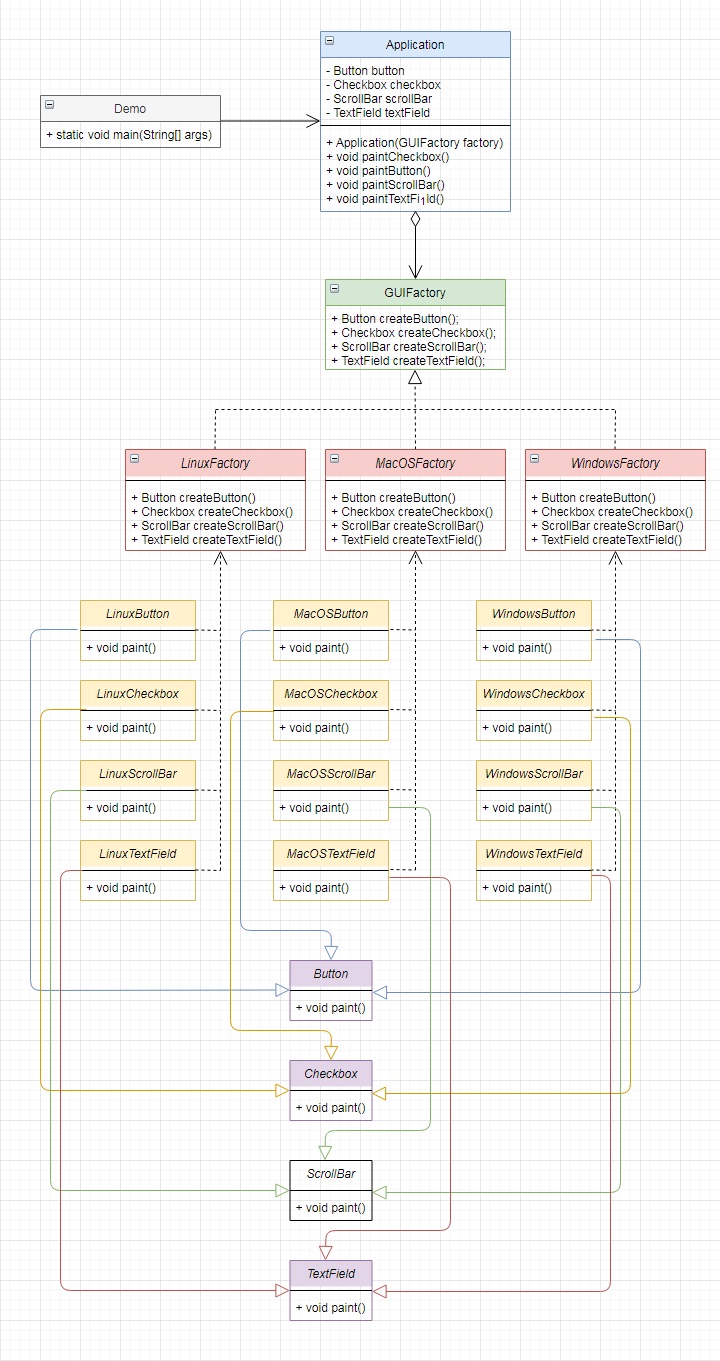 Application
- Button button
- Checkbox checkbox
- ScrollBar scrollBar
- TextField textField
+ Application(GUIFactory factory)
+ void paintCheckbox()
+ void paintButton()
+ void paintScrollBar()
+ void paintTextFi1ld()
Demo
+ static void main(String[] args)
GUIFactory
+ Button createButton();
+ Checkbox createCheckbox();
+ ScrollBar createScrollBar();
+ TextField createTextField();
LinuxFactory
+ Button createButton()
+ Checkbox createCheckbox()
+ ScrollBar createScrollBar()
+ TextField createTextField()
MacOSFactory
+ Button createButton()
+ Checkbox createCheckbox()
+ ScrollBar createScrollBar()
+ TextField createTextField()
WindowsFactory
+ Button createButton()
+ Checkbox createCheckbox()
+ ScrollBar createScrollBar()
+ TextField createTextField()
LinuxButton
+ void paint()
MacOSButton
+ void paint()
WindowsButton
+ void paint()
LinuxCheckbox
+ void paint()
MacOSCheckbox
+ void paint()
WindowsCheckbox
+ void paint()
LinuxScrollBar
+ void paint()
MacOSScrollBar
+ void paint()
WindowsScrollBar
+ void paint()
LinuxTextField
+ void paint()
MacOSTextField
+ void paint()
WindowsTextField
+ void paint()
Button
+ void paint()
Checkbox
+ void paint()
ScrollBar
+ void paint()
TextField
+ void paint()